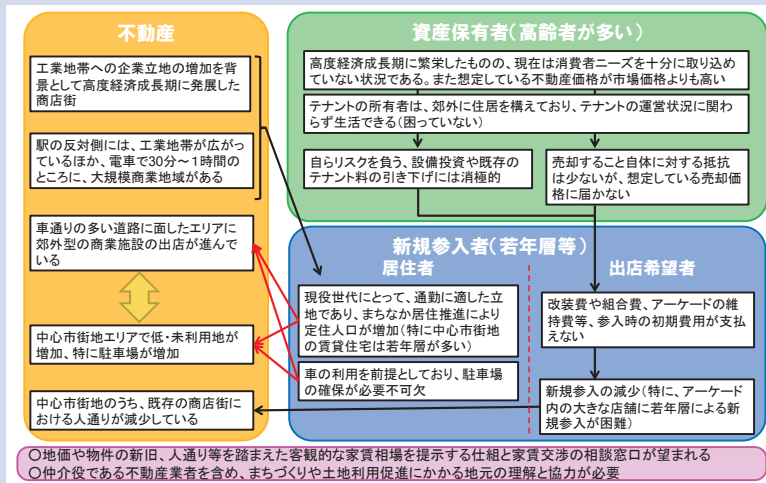 不動産
工業地帯への企業立地の増加を背
景として高度経済成長期に発展した
商店街
駅の反対側には、工業地帯が広がっ
ているほか、電車で30分～1時間の
ところに、大規模商業地域がある
車通りの多い道路に面したエリアに
郊外型の商業施設の出店が進んで
いる
中心市街地エリアで低・未利用地が
増加、特に駐車場が増加
中心市街地のうち、既存の商店街に
おける人通りが減少している
資産保有者（高齢者が多い）
高度経済成長期に繁栄したものの、現在は消費者ニーズを十分に取り込め
ていない状況である。また想定している不動産価格が市場価格よりも高い
テナントの所有者は、郊外に住居を構えており、テナントの運営状況に関わ
らず生活できる（困っていない）
自らリスクを負う、設備投資や既存の
テナント料の引き下げには消極的
売却すること自体に対する抵抗
は少ないが、想定している売却価
格に届かない
新規参入者（若年層等）
居住者
現役世代にとって、通勤に適した立
地であり、まちなか居住推進により
定住人口が増加（特に中心市街地
の賃貸住宅は若年層が多い）
車の利用を前提としており、駐車場
の確保が必要不可欠
出店希望者
改装費や組合費、アーケードの維
持費等、参入時の初期費用が支払
えない
新規参入の減少（特に、アーケード
内の大きな店舗に若年層による新
規参入が困難）
○地価や物件の新旧、人通り等を踏まえた客観的な家賃相場を提示する仕組と家賃交渉の相談窓口が望まれる
○仲介役である不動産業者を含め、まちづくりや土地利用促進にかかる地元の理解と協力が必要